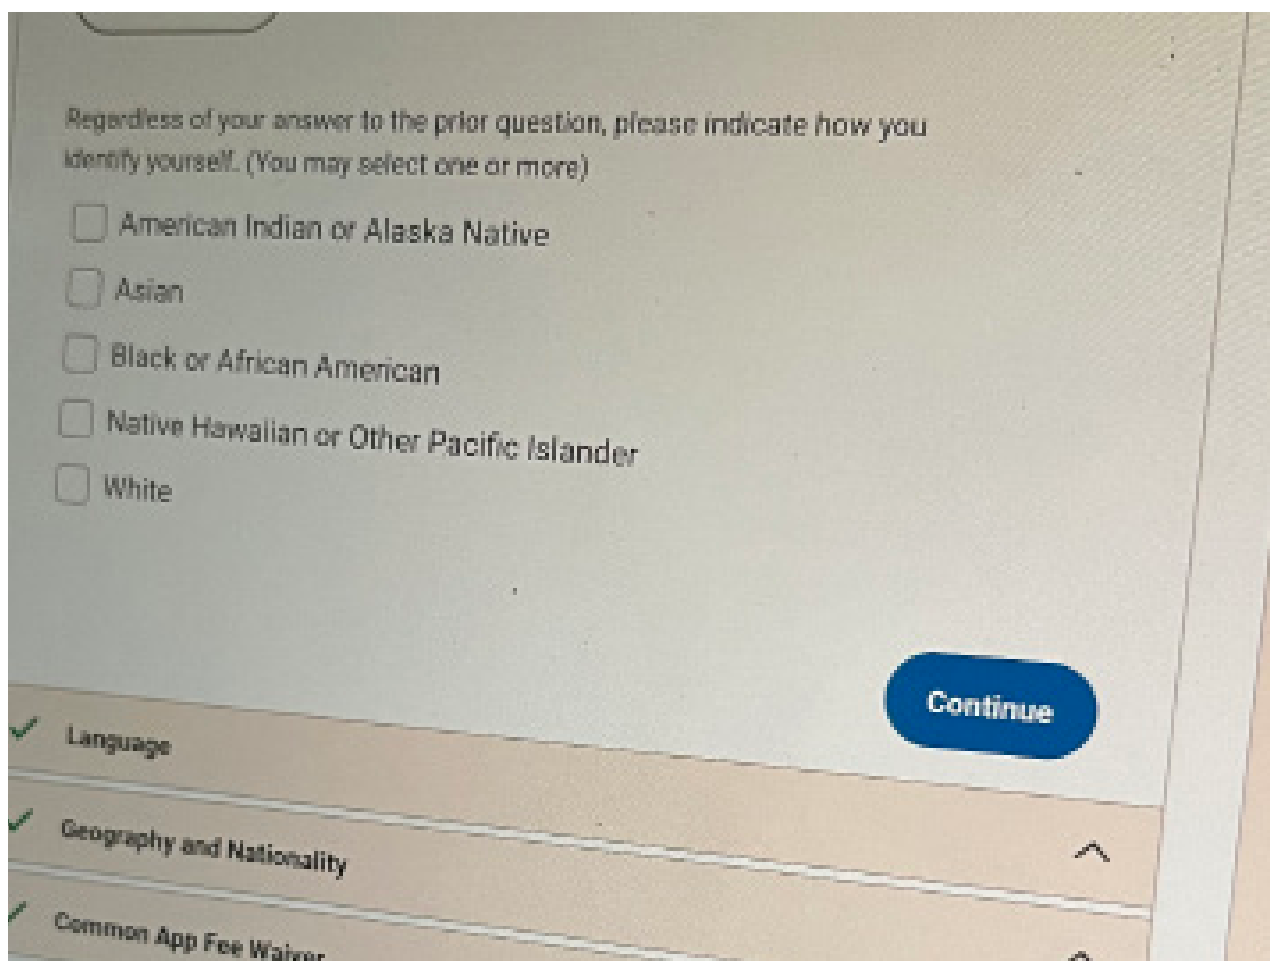 Regardless of your answer to the prior question, please indicate how you
identify yourself. (You may select one or more)
American Indian or Alaska Native
Asian
Black or African American
Native Hawaiian or Other Pacific Islander
White
Continue
Language
Geography and Nationality
Common App Fee Waiver